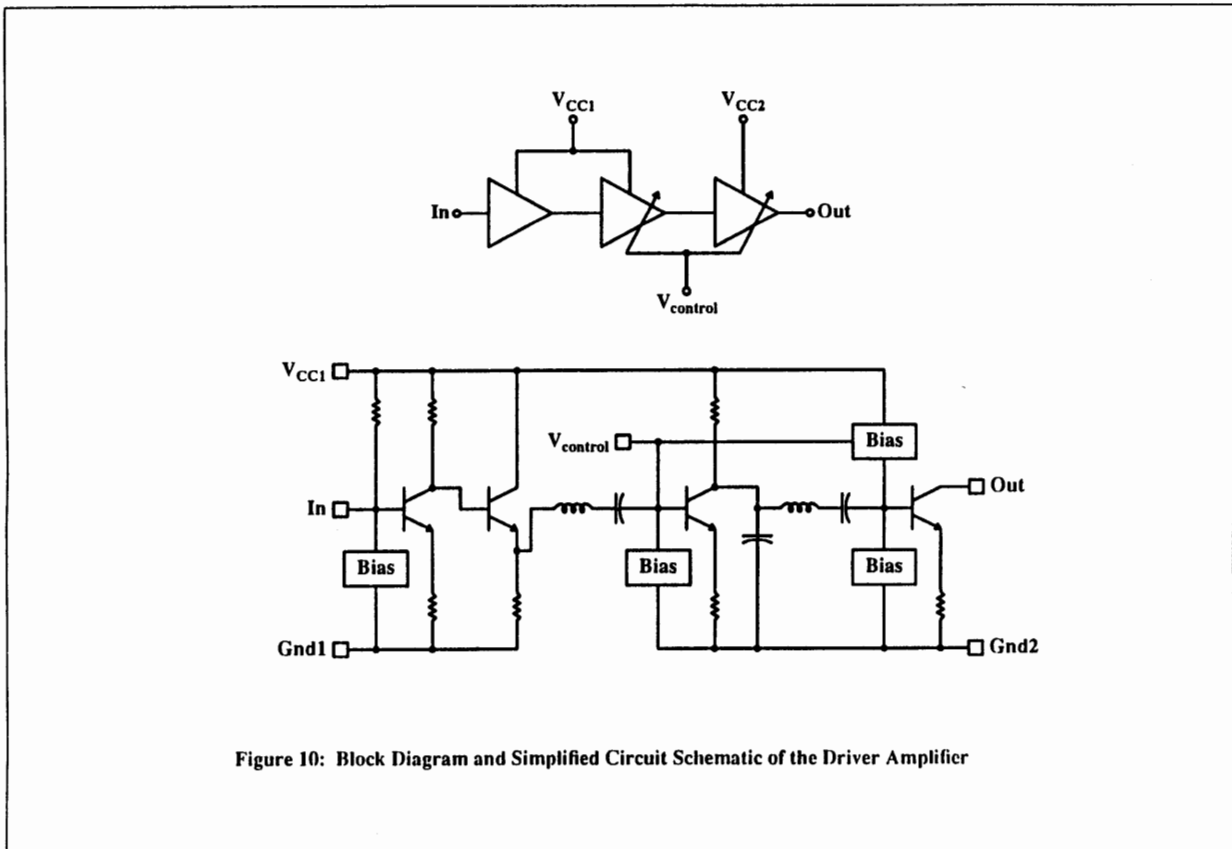 V_CC1 V_CC2
In Out
V_control
V_CC1
V_control Bias
In Out
Bias Bias Bias
Gnd1 Gnd2
Figure 10: Block Diagram and Simplified Circuit Schematic of the Driver Amplifier